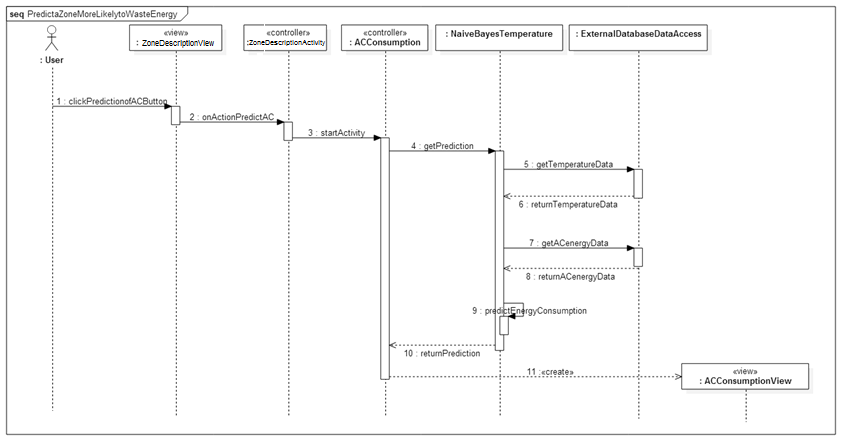 seq PredictaZoneMoreLikelytoWasteEnergy
: User
«view»
: ZoneDescriptionView
«controller»
:ZoneDescriptionActivity
«controller»
: ACConsumption
: NaiveBayesTemperature
: ExternalDatabaseDataAccess
1 : clickPredictionofACButton
2 : onActionPredictAC
3 : startActivity
4 : getPrediction
5 : getTemperatureData
6 : returnTemperatureData
7 : getACenergyData
8 : returnACenergyData
9 : predictEnergyConsumption
10 : returnPrediction
11 :«create»
«view»
: ACConsumptionView